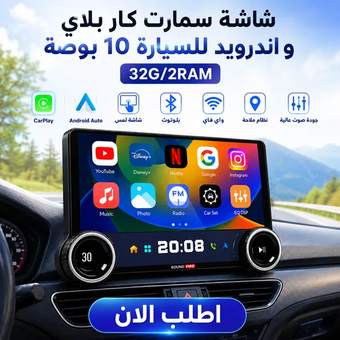 شاشة سمارت كار بلاي
و اندرويد للسيارة 10 بوصة
32G/2RAM
CarPlay
Android Auto
شاشة لمس
بلوتوث
واي فاي
نظام ملاحة
جودة صوت عالية
YouTube
Disney+
Netflix
Google
Instagram
Music
Photo
Radio
Car Set
EQ DSP
30
20:08
اطلب الان